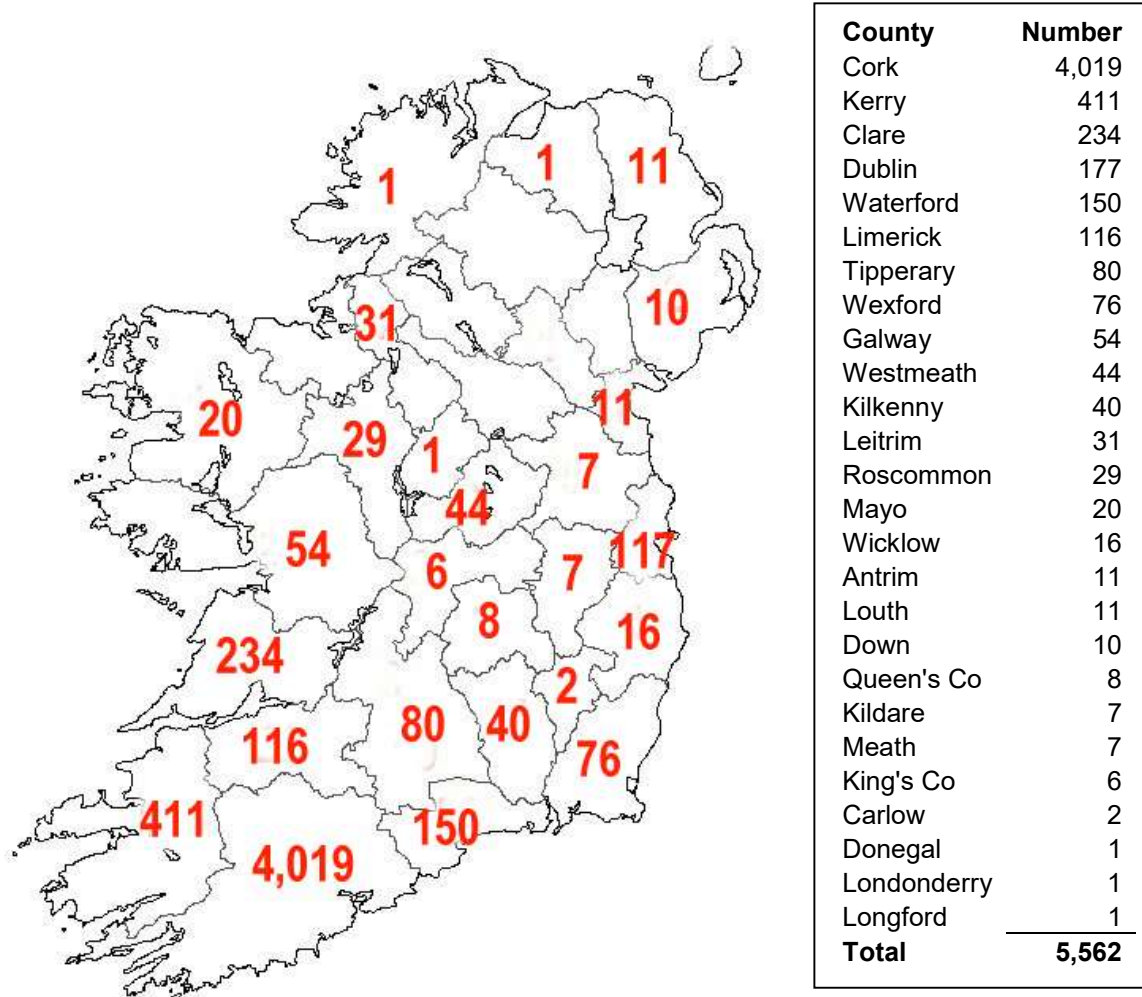 1
1
11
10
31
11
20
29
1
7
44
54
117
6
7
8
16
234
2
80
40
116
76
411
150
4,019
County Number
Cork 4,019
Kerry 411
Clare 234
Dublin 177
Waterford 150
Limerick 116
Tipperary 80
Wexford 76
Galway 54
Westmeath 44
Kilkenny 40
Leitrim 31
Roscommon 29
Mayo 20
Wicklow 16
Antrim 11
Louth 11
Down 10
Queen's Co 8
Kildare 7
Meath 7
King's Co 6
Carlow 2
Donegal 1
Londonderry 1
Longford 1
Total 5,562